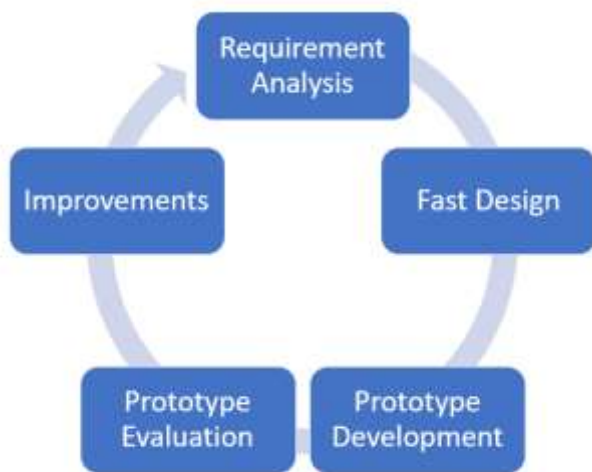 Requirement
Analysis
Fast Design
Prototype
Development
Prototype
Evaluation
Improvements